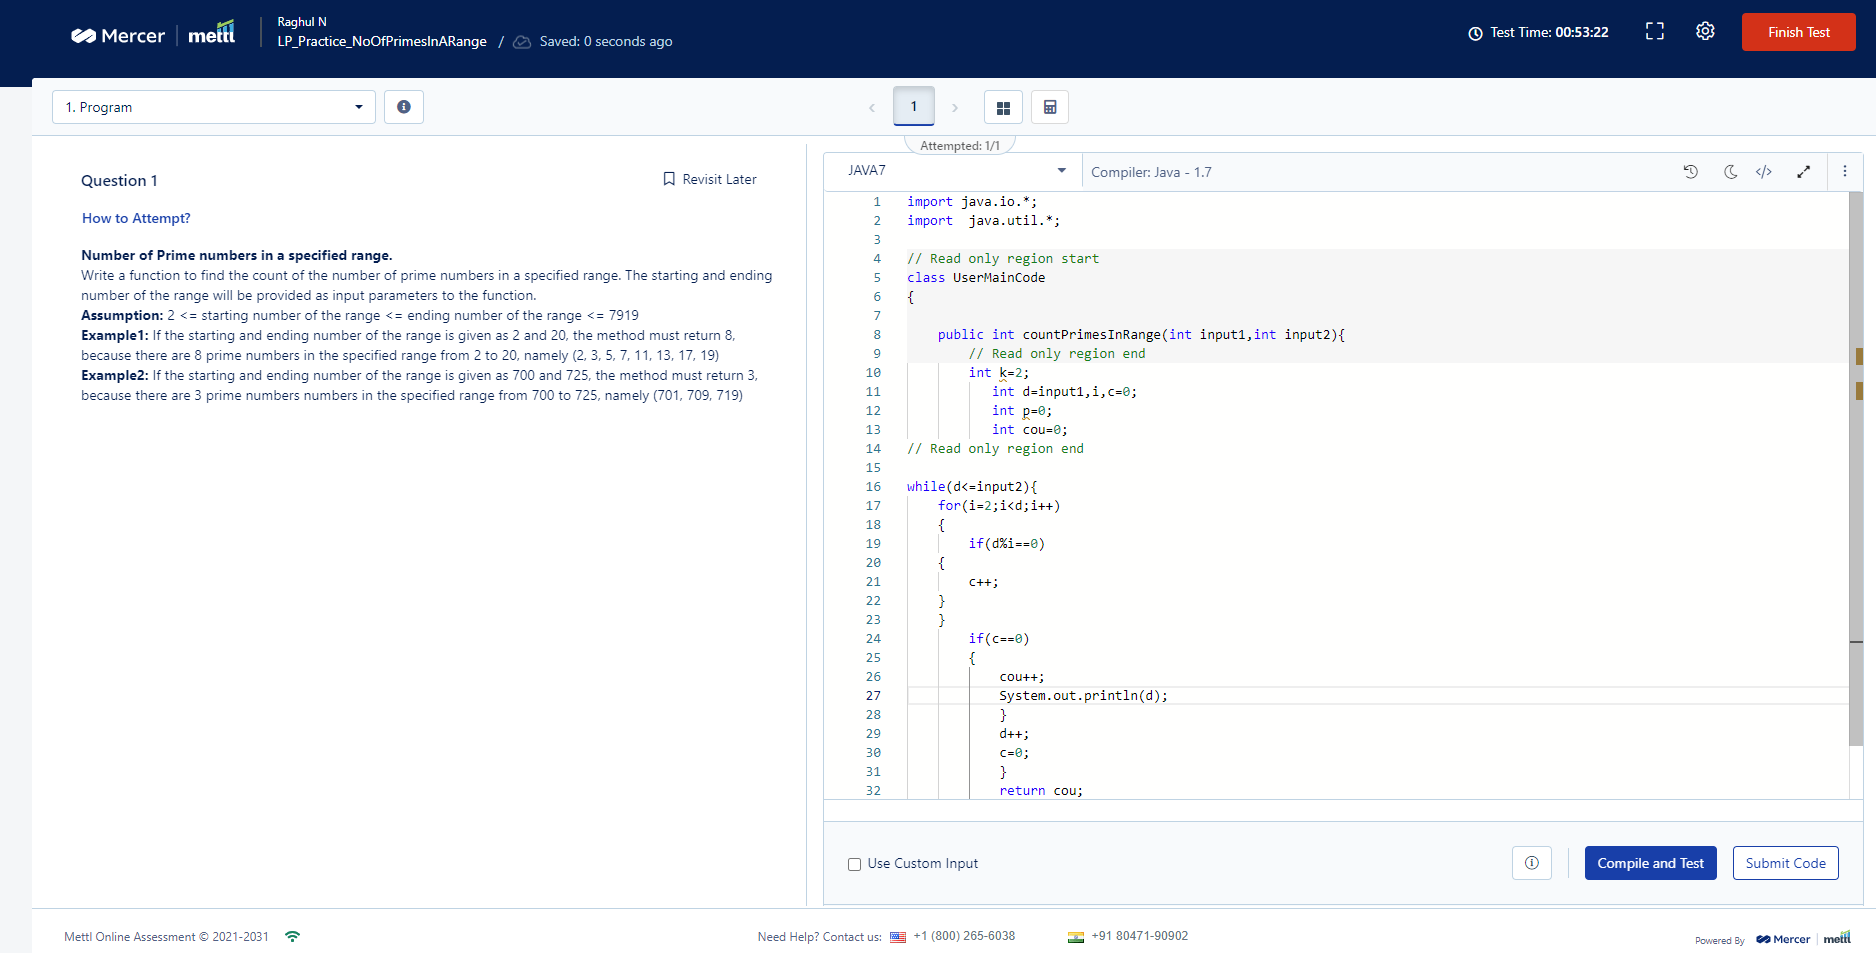 Mercer | mettl
Raghul N
LP_Practice_NoOfPrimesInARange / Saved: 0 seconds ago
Test Time: 00:53:22
Finish Test
1. Program
1
Attempted: 1/1
Question 1
Revisit Later
How to Attempt?
Number of Prime numbers in a specified range.
Write a function to find the count of the number of prime numbers in a specified range. The starting and ending
number of the range will be provided as input parameters to the function.
Assumption: 2 <= starting number of the range <= ending number of the range <= 7919
Example1: If the starting and ending number of the range is given as 2 and 20, the method must return 8,
because there are 8 prime numbers in the specified range from 2 to 20, namely (2, 3, 5, 7, 11, 13, 17, 19)
Example2: If the starting and ending number of the range is given as 700 and 725, the method must return 3,
because there are 3 prime numbers numbers in the specified range from 700 to 725, namely (701, 709, 719)
JAVA7
Compiler: Java - 1.7
1 import java.io.*;
2 import  java.util.*;
3
4 // Read only region start
5 class UserMainCode
6 {
7
8     public int countPrimesInRange(int input1,int input2){
9         // Read only region end
10         int k=2;
11            int d=input1,i,c=0;
12            int p=0;
13            int cou=0;
14 // Read only region end
15
16 while(d<=input2){
17     for(i=2;i<d;i++)
18     {
19         if(d%i==0)
20     {
21         c++;
22     }
23     }
24         if(c==0)
25         {
26             cou++;
27             System.out.println(d);
28             }
29             d++;
30             c=0;
31             }
32             return cou;
Use Custom Input
Compile and Test
Submit Code
Mettl Online Assessment © 2021-2031
Need Help? Contact us: +1 (800) 265-6038
+91 80471-90902
Powered By Mercer | mettl